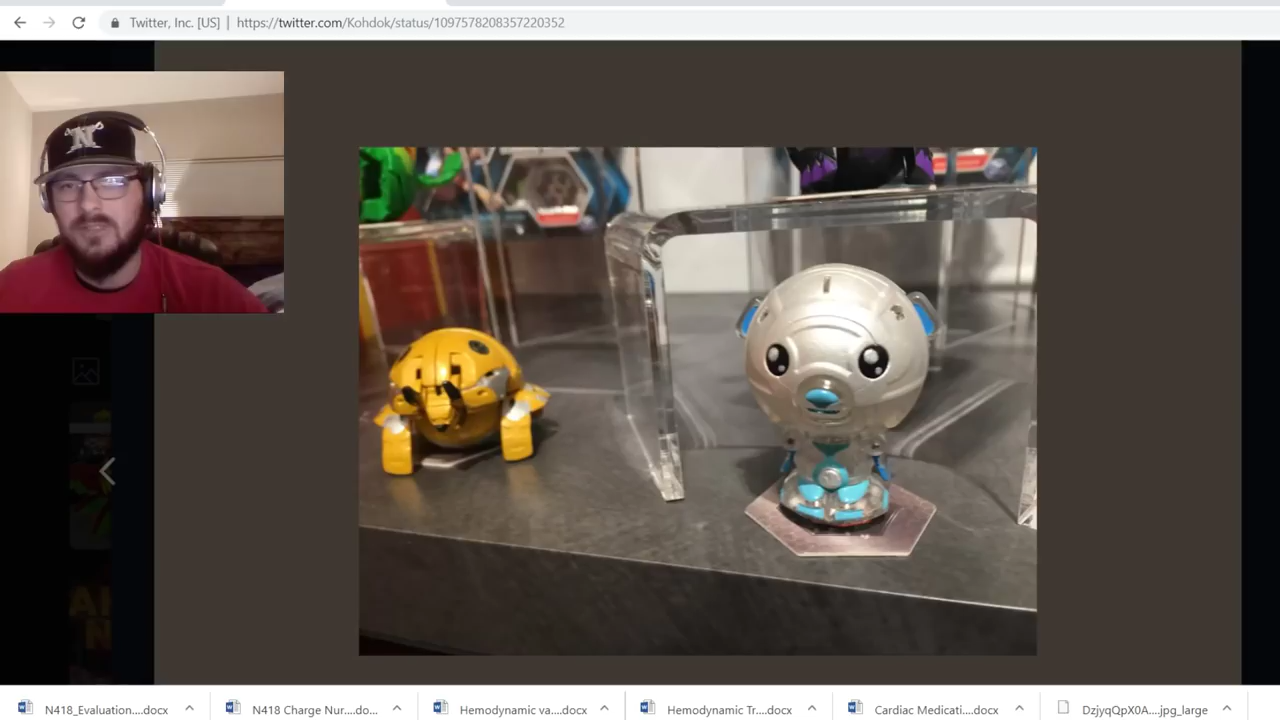 Twitter, Inc. [US] | https://twitter.com/Kohdok/status/1097578208357220352
N
N418_Evaluation....docx
N418 Charge Nur....do...
Hemodynamic va....docx
Hemodynamic Tr....docx
Cardiac Medicati....docx
DzjyqQpX0A....jpg_large